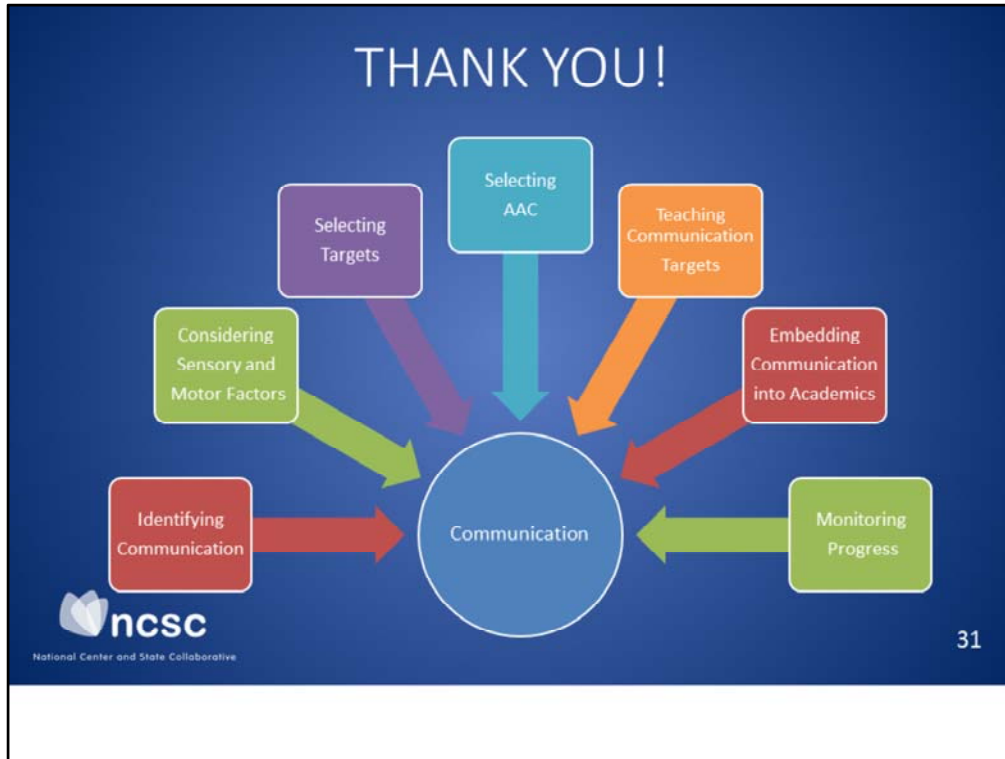 THANK YOU!
Identifying
Communication
Considering
Sensory and
Motor Factors
Selecting
Targets
Selecting
AAC
Teaching
Communication
Targets
Embedding
Communication
into Academics
Monitoring
Progress
Communication
ncsc
National Center and State Collaborative
31